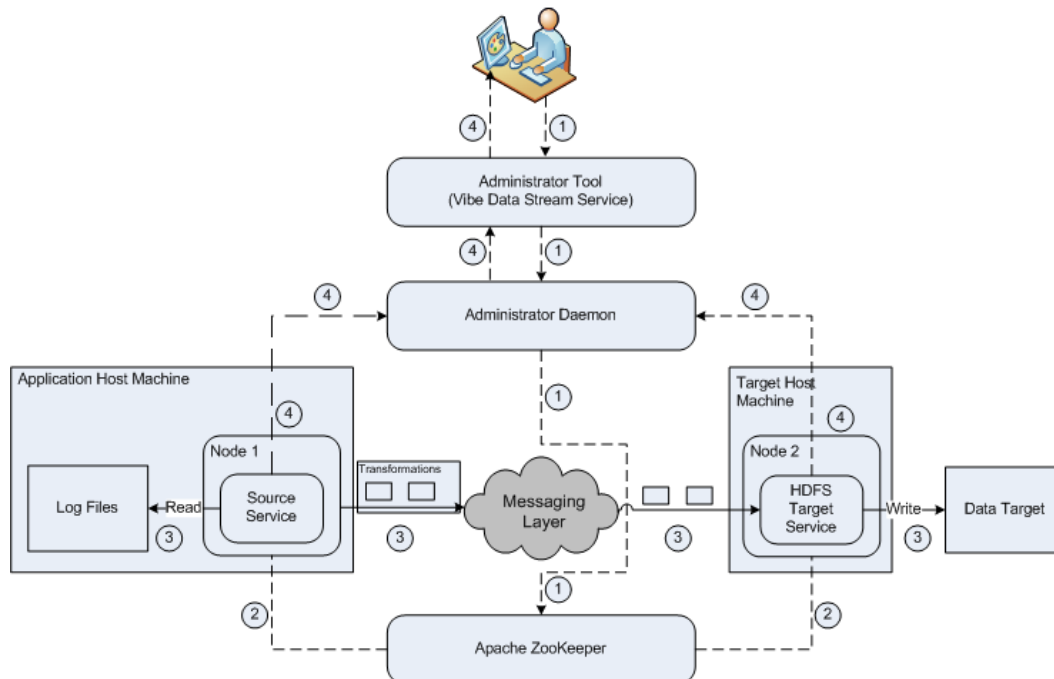 4
1
Administrator Tool
(Vibe Data Stream Service)
4
1
4
Administrator Daemon
4
Application Host Machine
1
Target Host
Machine
4
4
Node 1
Node 2
Transformations
Log Files
Read
Source
Service
Messaging
Layer
HDFS
Target
Service
Write
Data Target
3
3
3
3
1
2
2
Apache ZooKeeper